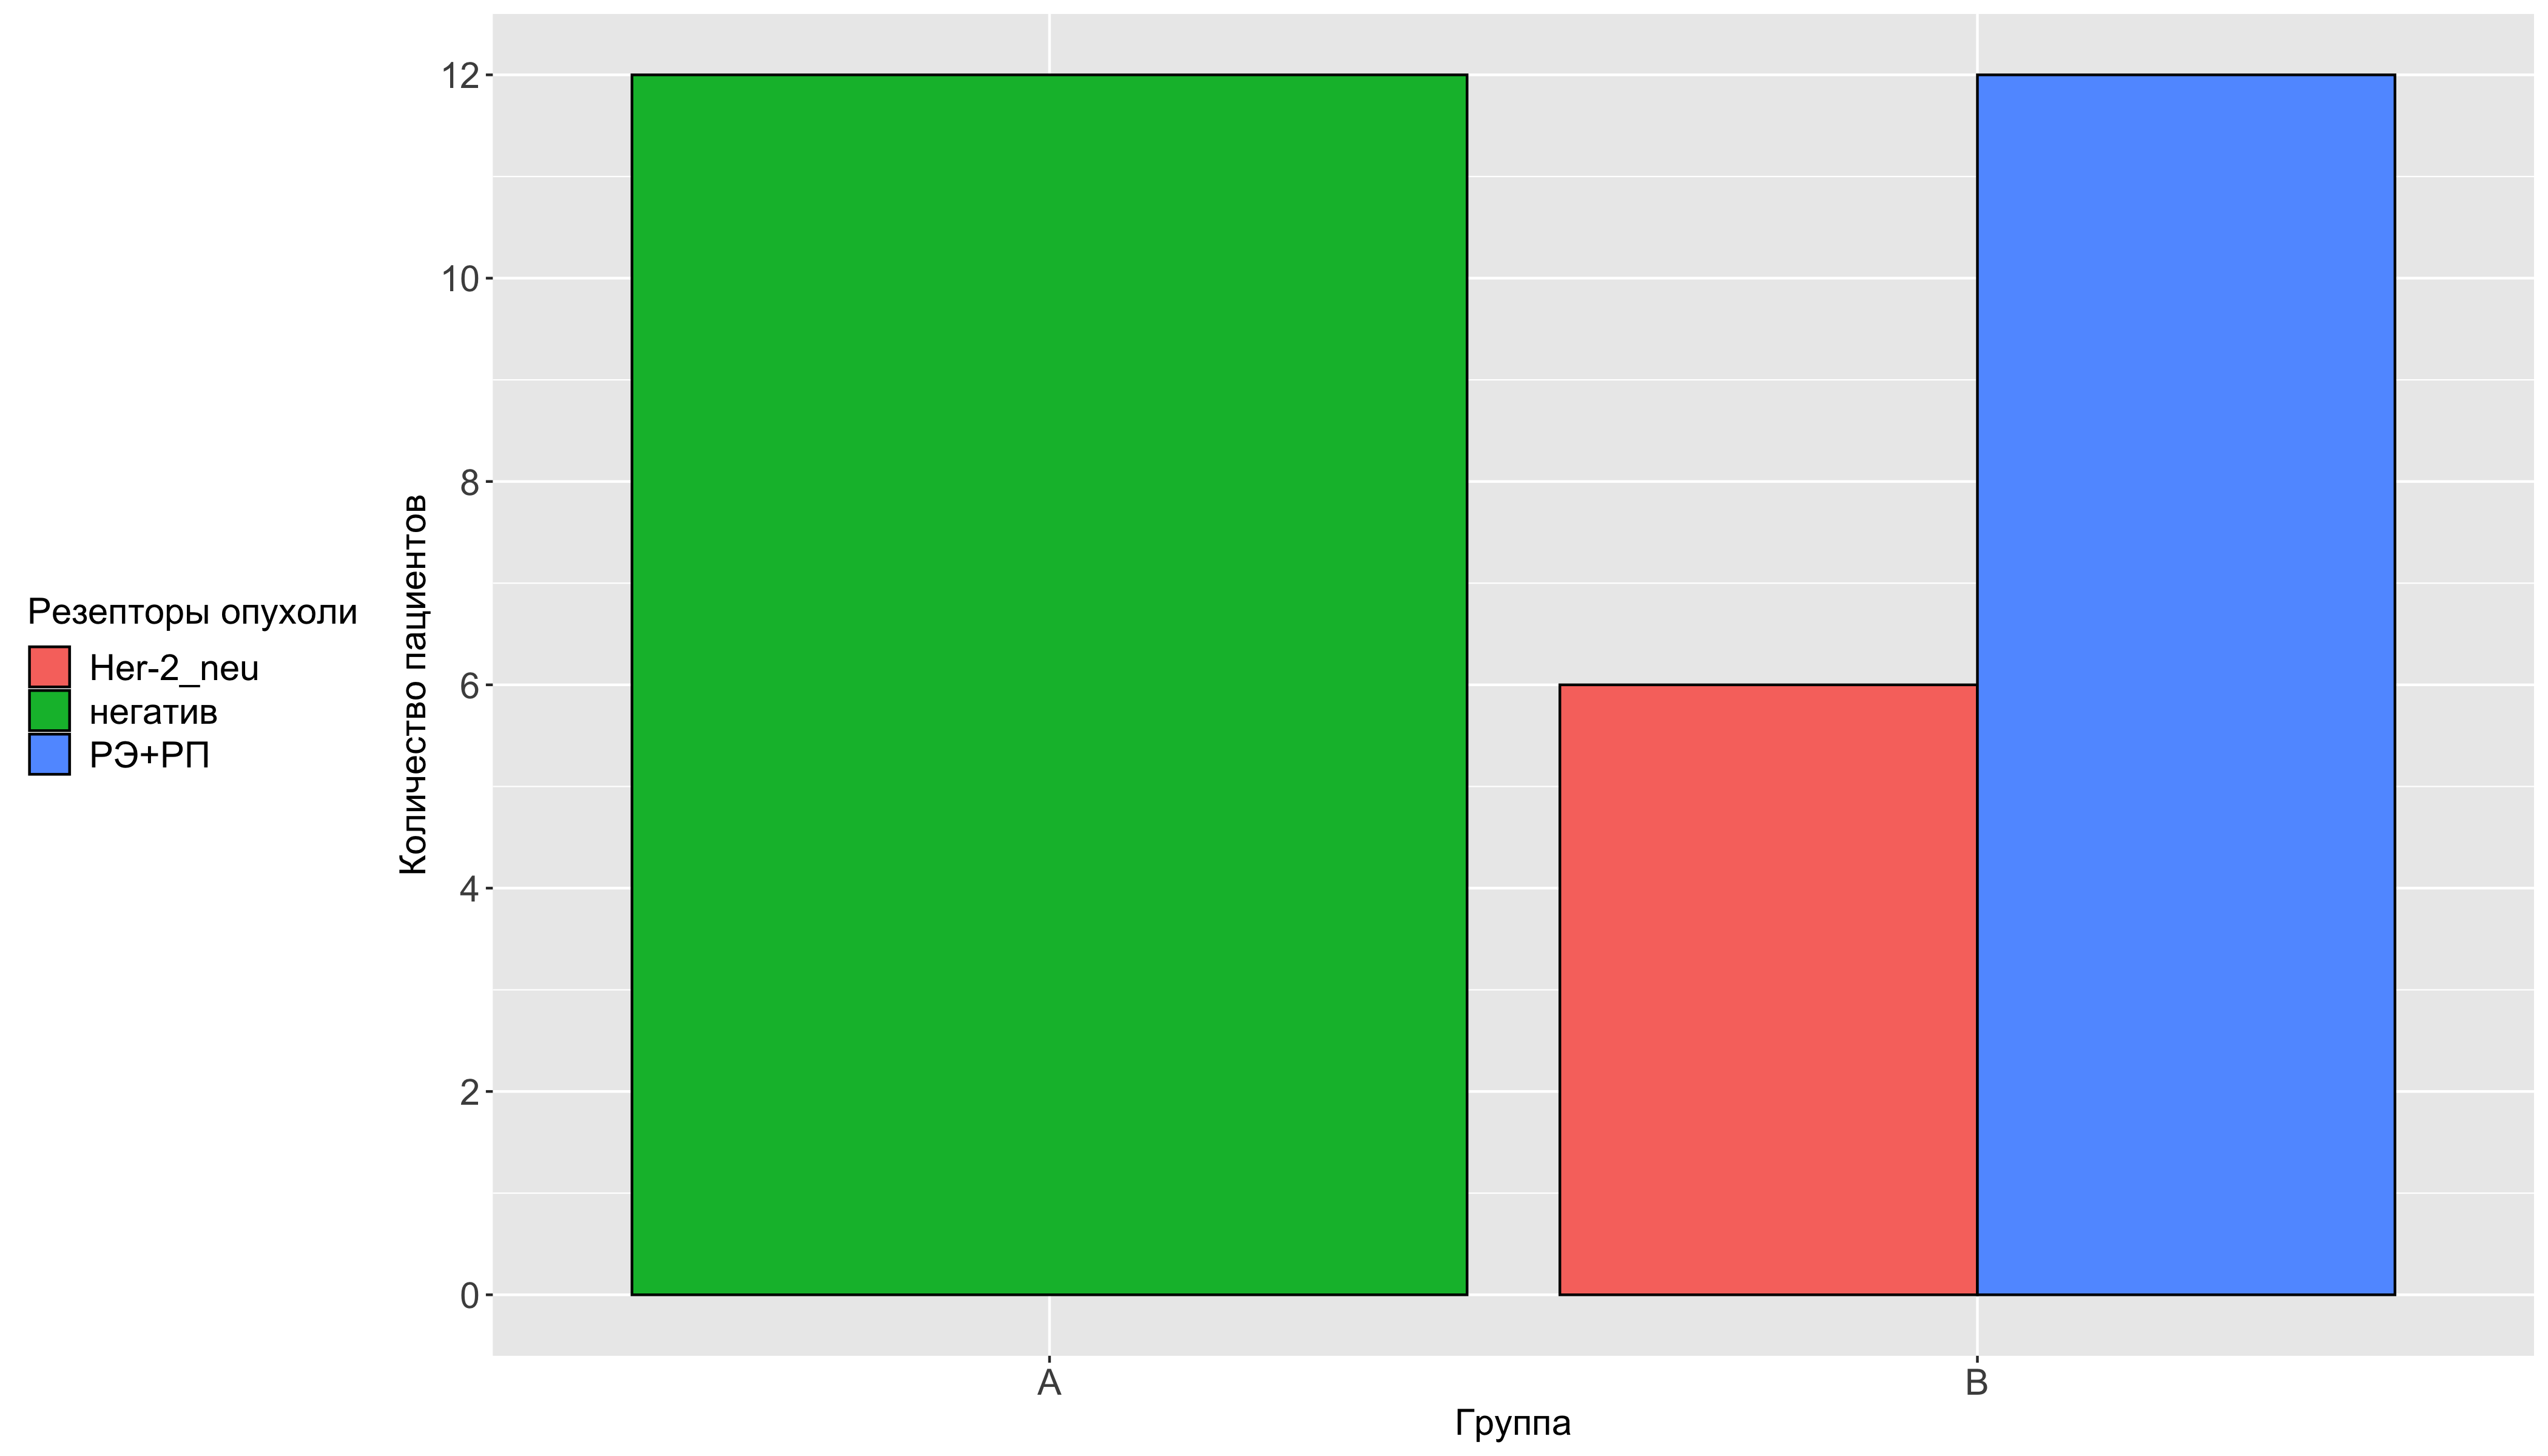 Резепторы опухоли
Her-2_neu
негатив
РЭ+РП
Количество пациентов
12
10
8
6
4
2
0
A
B
Группа